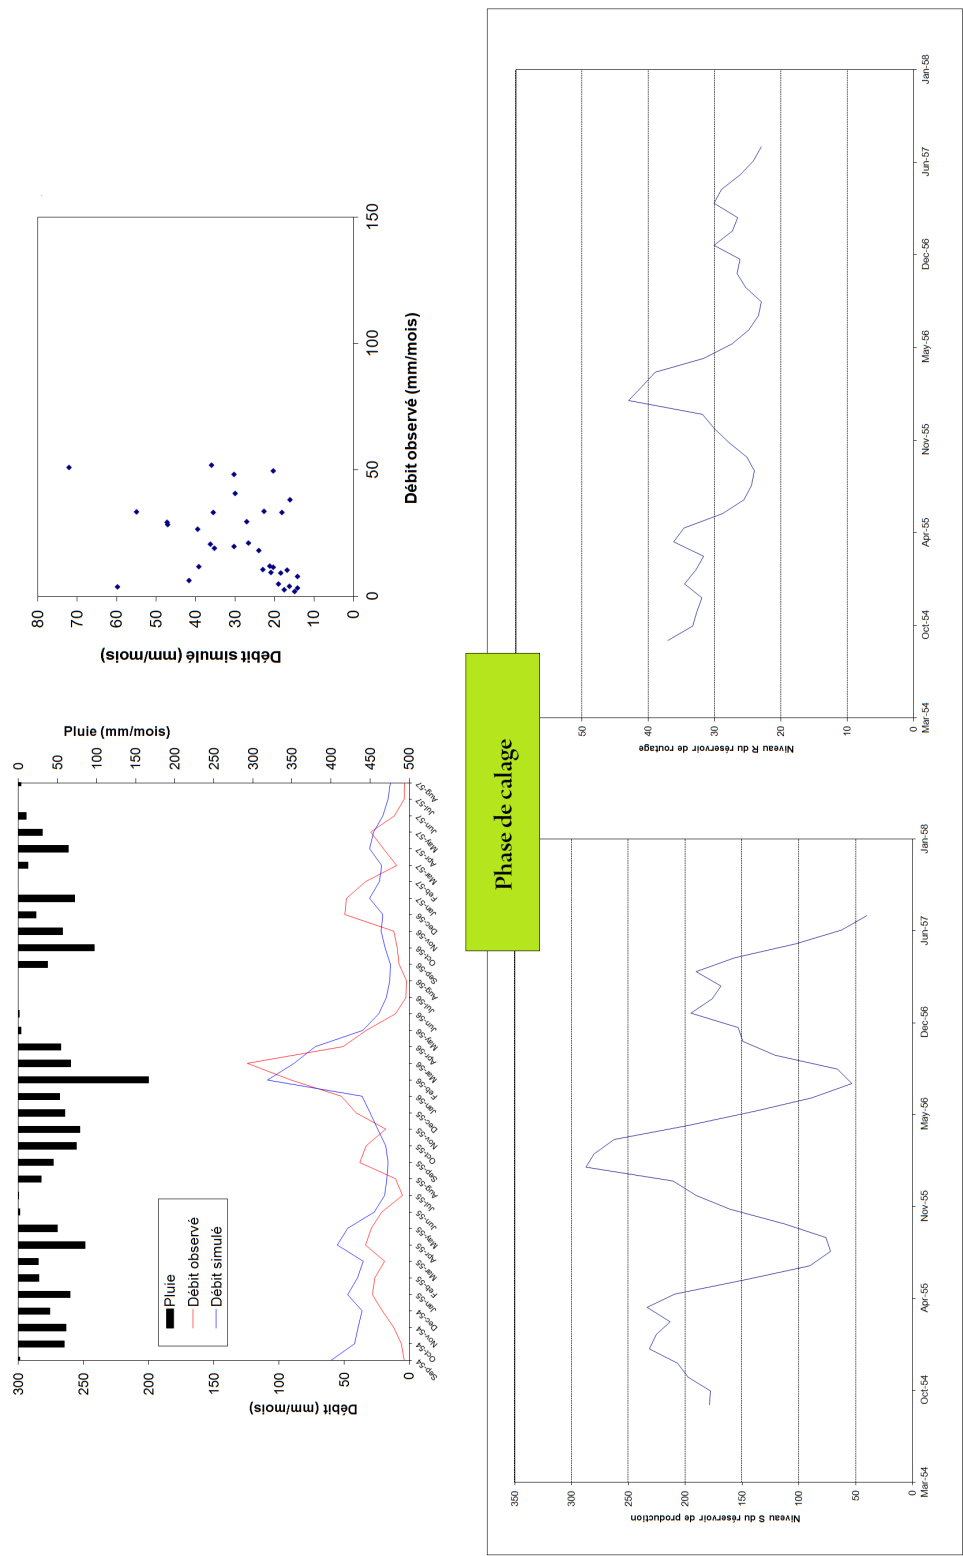 Débit (mm/mois)
300
250
200
150
100
50
0
Pluie
Débit observé
Débit simulé
Sep-54
Oct-54
Nov-54
Dec-54
Jan-55
Feb-55
Mar-55
Apr-55
May-55
Jun-55
Jul-55
Aug-55
Sep-55
Oct-55
Nov-55
Dec-55
Jan-56
Feb-56
Mar-56
Apr-56
May-56
Jun-56
Jul-56
Aug-56
Sep-56
Oct-56
Nov-56
Dec-56
Jan-57
Feb-57
Mar-57
Apr-57
May-57
Jun-57
Jul-57
Aug-57
0
50
100
150
200
250
300
350
400
450
500
Pluie (mm/mois)
Débit simulé (mm/mois)
80
70
60
50
40
30
20
10
0
0
50
100
150
Débit observé (mm/mois)
Phase de calage
Niveau S du réservoir de production
350
300
250
200
150
100
50
0
Mar-54
Oct-54
Apr-55
Nov-55
May-56
Dec-56
Jun-57
Jan-58
Niveau R du réservoir de routage
50
40
30
20
10
0
Mar-54
Oct-54
Apr-55
Nov-55
May-56
Dec-56
Jun-57
Jan-58